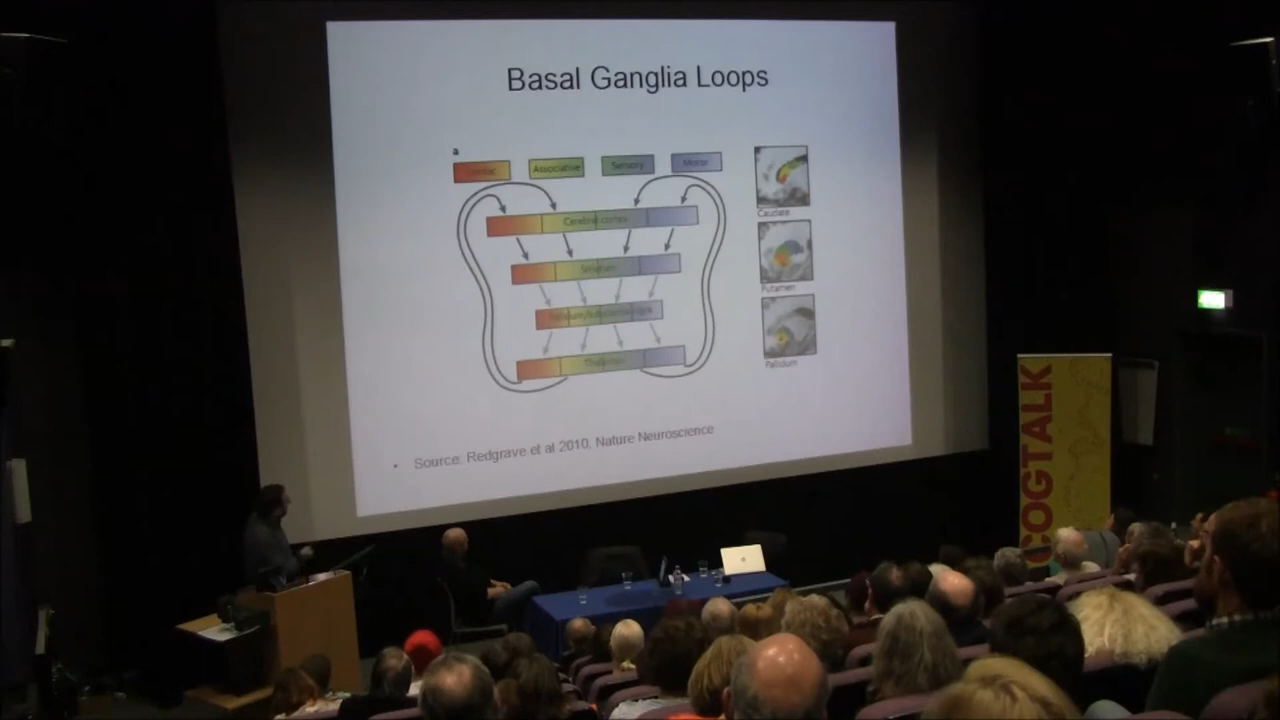 Basal Ganglia Loops
a
Associative
Sensory
Motor
Cerebral cortex
Striatum
Thalamus
Caudate
Putamen
Pallidum
• Source: Redgrave et al 2010, Nature Neuroscience
COGTALK